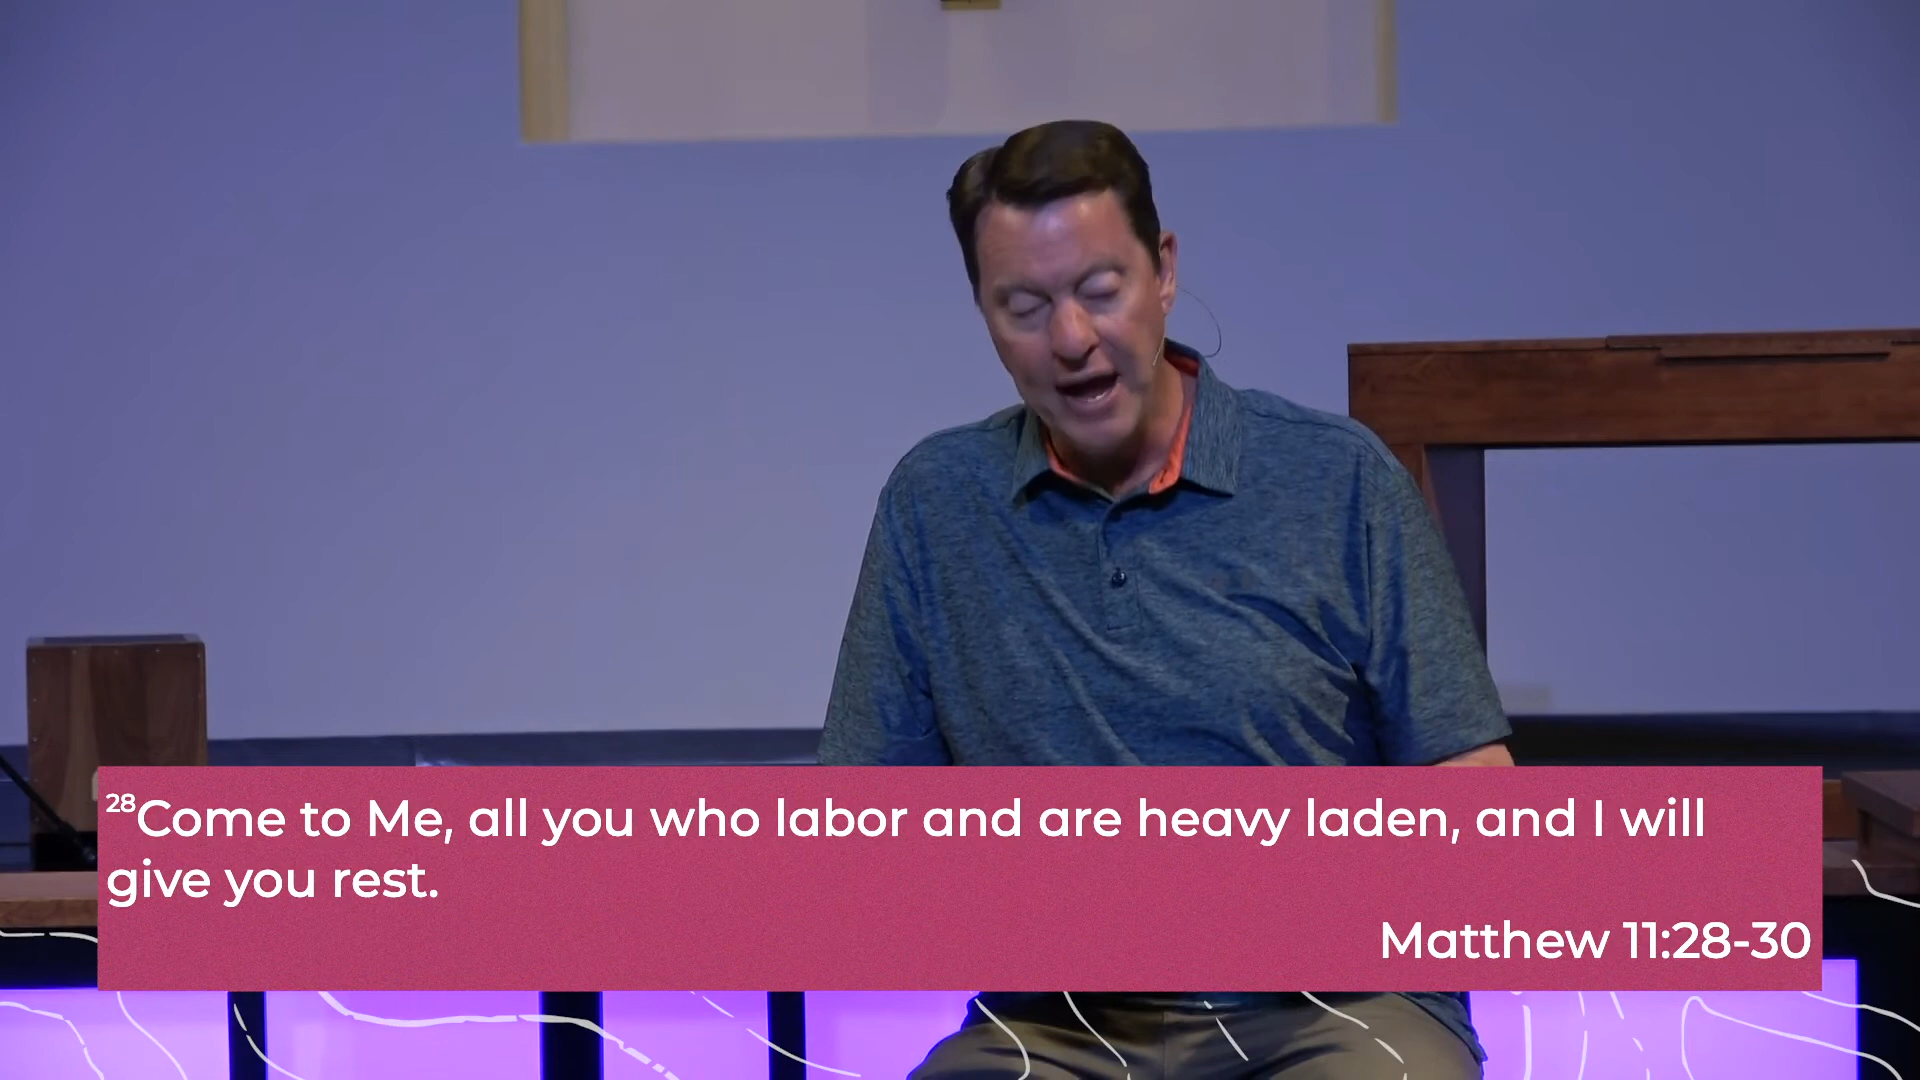 28Come to Me, all you who labor and are heavy laden, and I will
give you rest.
Matthew 11:28-30